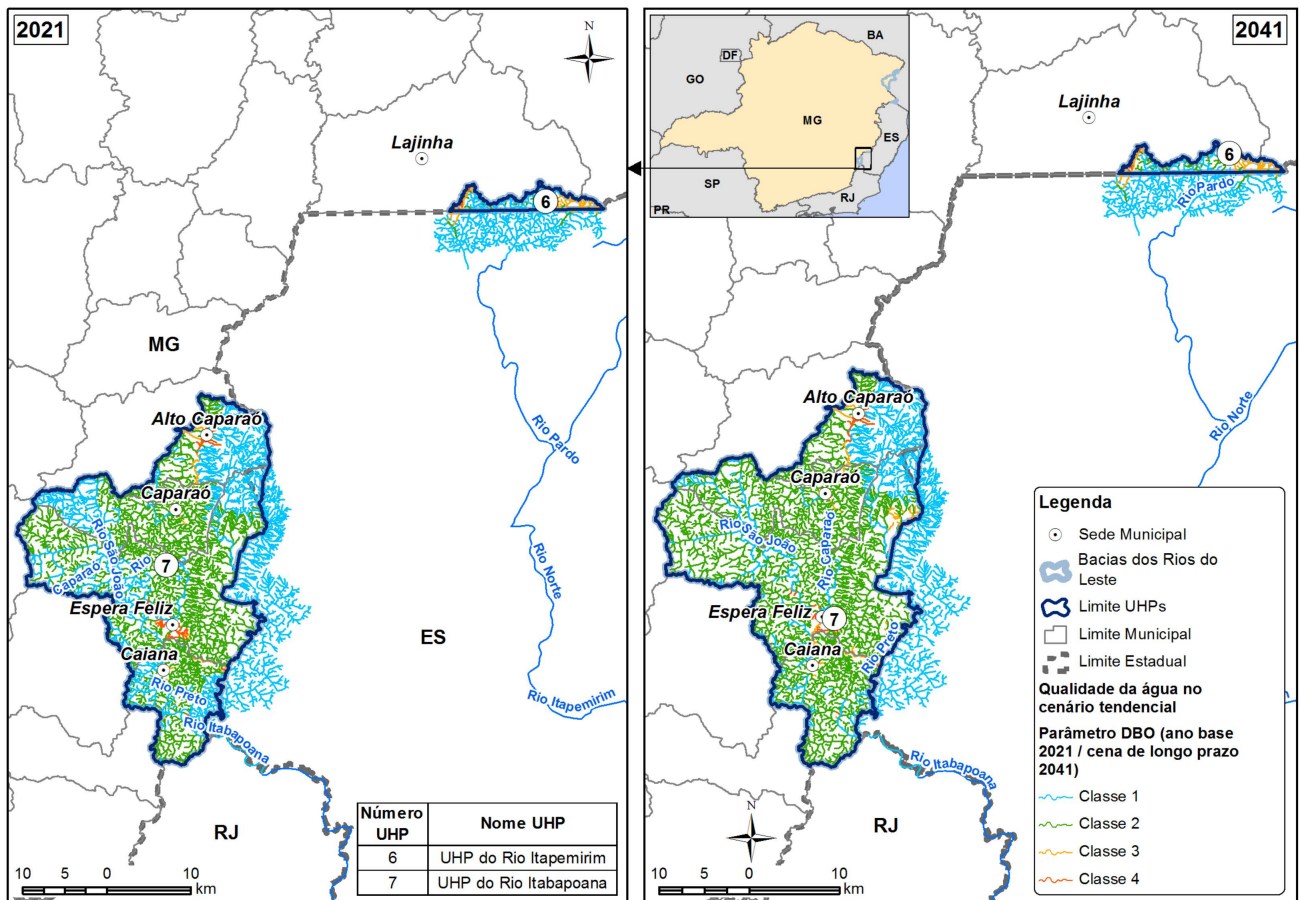 2021
N
Lajinha
6
MG
Alto Caparaó
Caparaó
Rio São João
Rio
Caparaó
7
Espera Feliz
Caiana
Rio Preto
Rio Itabapoana
Rio Pardo
Rio Norte
Rio Itapemirim
ES
RJ
Número UHP
Nome UHP
6
UHP do Rio Itapemirim
7
UHP do Rio Itabapoana
10 5 0 10
km
2041
BA
DF
GO
MG
ES
SP
RJ
PR
Lajinha
6
Rio Pardo
Rio Norte
Alto Caparaó
Caparaó
Rio São João
Rio Caparaó
Espera Feliz
7
Caiana
Rio Preto
Rio Itabapoana
N
RJ
10 5 0 10
km
Legenda
Sede Municipal
Bacias dos Rios do
Leste
Limite UHPs
Limite Municipal
Limite Estadual
Qualidade da água no
cenário tendencial
Parâmetro DBO (ano base
2021 / cena de longo prazo
2041)
Classe 1
Classe 2
Classe 3
Classe 4